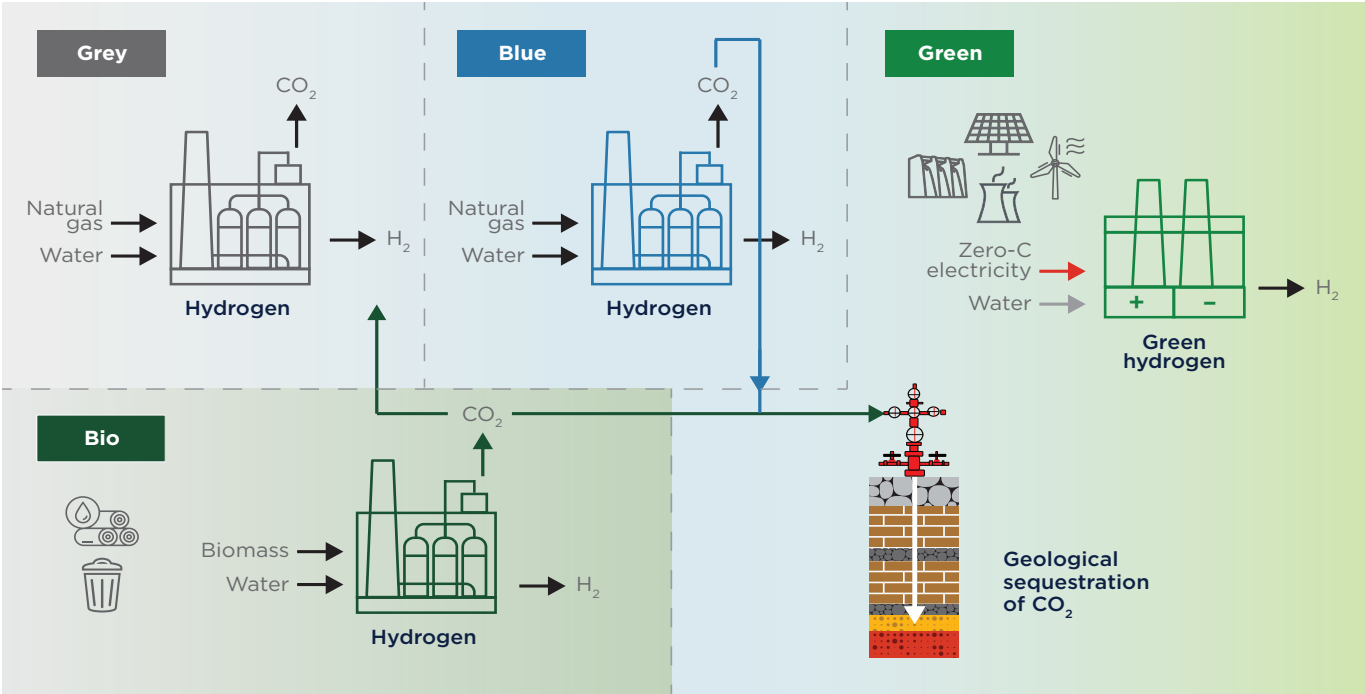 Grey
CO₂
Natural
gas
Water
H₂
Hydrogen
Blue
CO₂
Natural
gas
Water
H₂
Hydrogen
Green
Zero-C
electricity
Water
+ −
H₂
Green
hydrogen
Bio
CO₂
Biomass
Water
H₂
Hydrogen
Geological
sequestration
of CO₂